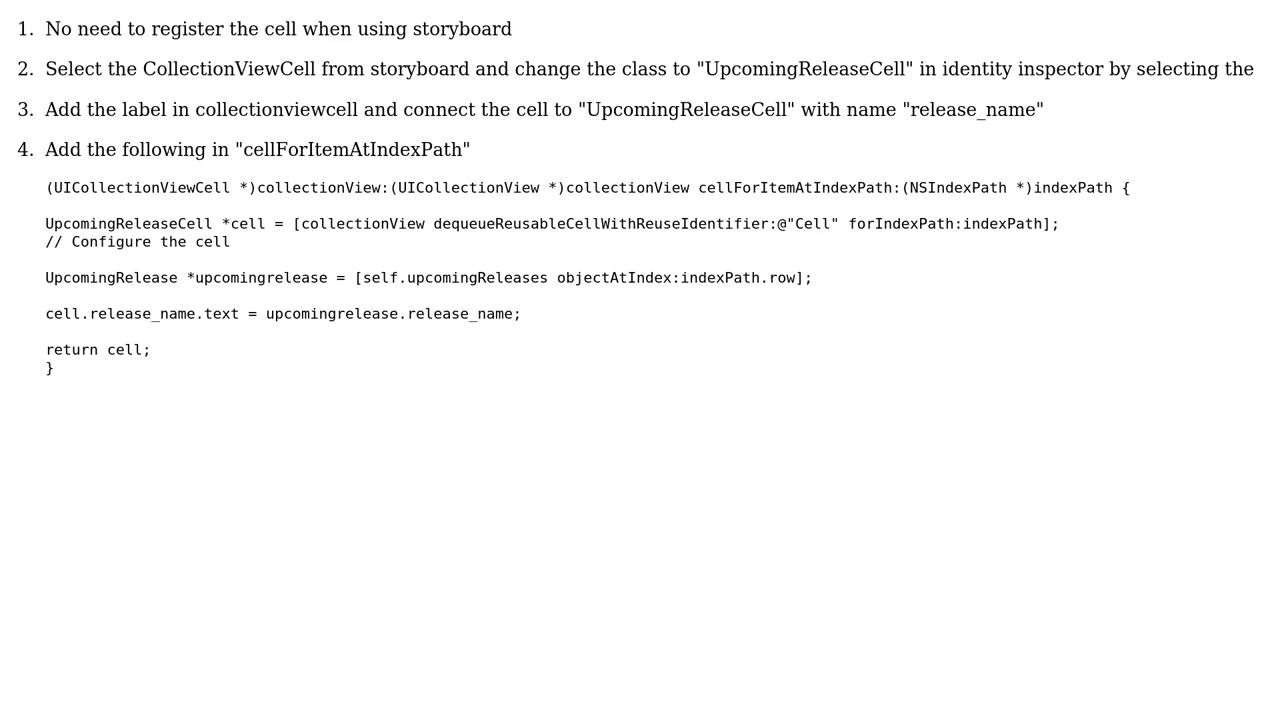 1. No need to register the cell when using storyboard
2. Select the CollectionViewCell from storyboard and change the class to "UpcomingReleaseCell" in identity inspector by selecting the
3. Add the label in collectionviewcell and connect the cell to "UpcomingReleaseCell" with name "release_name"
4. Add the following in "cellForItemAtIndexPath"
(UICollectionViewCell *)collectionView:(UICollectionView *)collectionView cellForItemAtIndexPath:(NSIndexPath *)indexPath {
UpcomingReleaseCell *cell = [collectionView dequeueReusableCellWithReuseIdentifier:@"Cell" forIndexPath:indexPath];
// Configure the cell
UpcomingRelease *upcomingrelease = [self.upcomingReleases objectAtIndex:indexPath.row];
cell.release_name.text = upcomingrelease.release_name;
return cell;
}